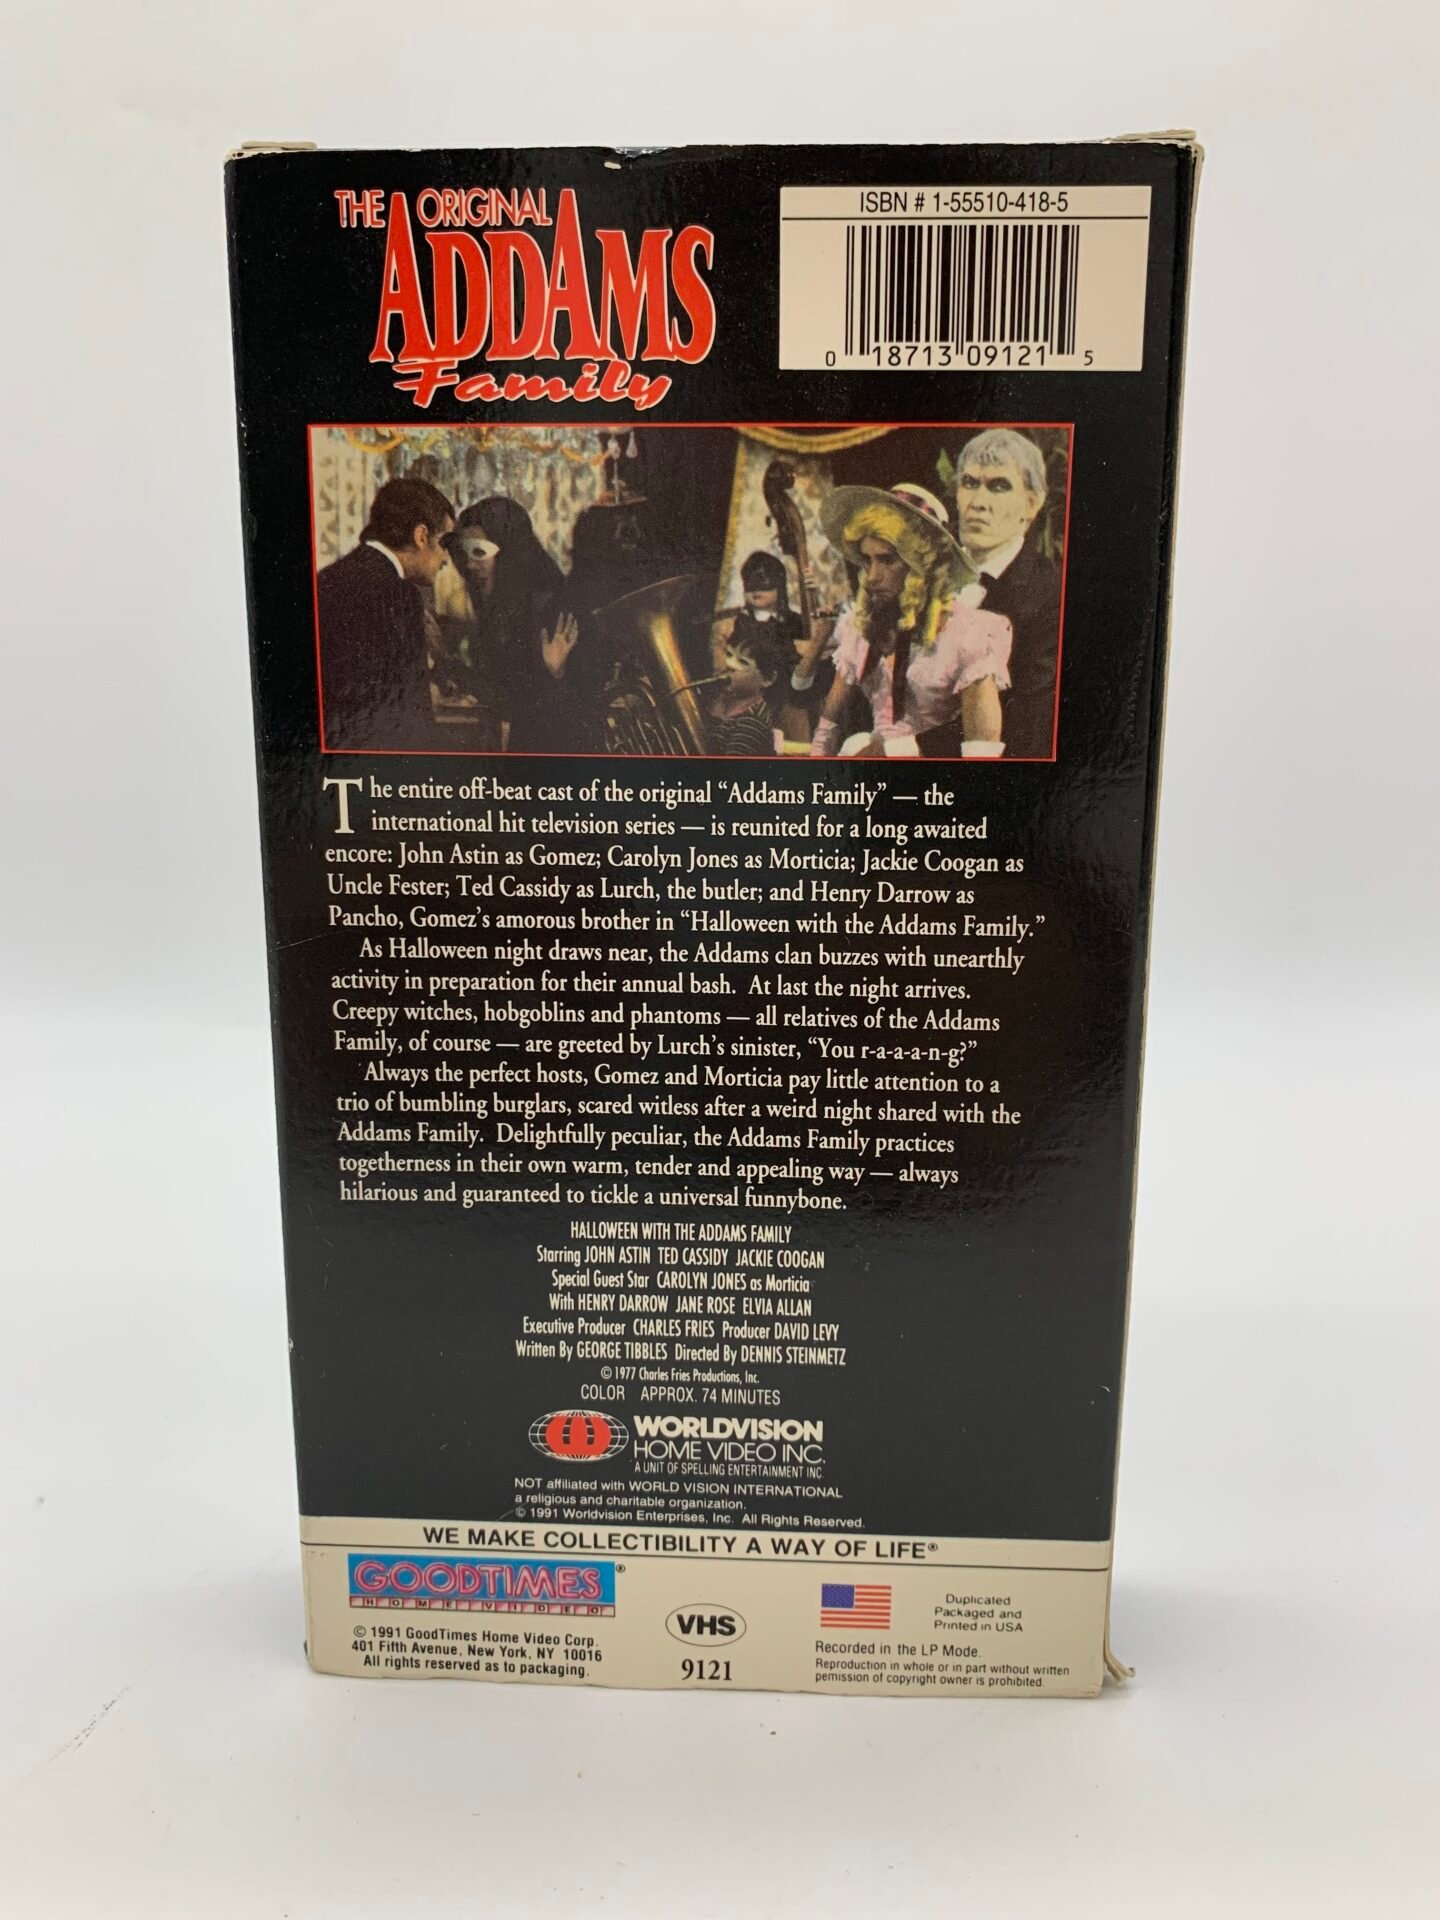 THE ORIGINAL
ADDAMS
Family
ISBN # 1-55510-418-5
0 18713 09121 5
The entire off-beat cast of the original “Addams Family” — the
international hit television series — is reunited for a long awaited
encore: John Astin as Gomez; Carolyn Jones as Morticia; Jackie Coogan as
Uncle Fester; Ted Cassidy as Lurch, the butler; and Henry Darrow as
Pancho, Gomez’s amorous brother in “Halloween with the Addams Family.”
As Halloween night draws near, the Addams clan buzzes with unearthly
activity in preparation for their annual bash. At last the night arrives.
Creepy witches, hobgoblins and phantoms — all relatives of the Addams
Family, of course — are greeted by Lurch’s sinister, “You r-a-a-a-n-g?”
Always the perfect hosts, Gomez and Morticia pay little attention to a
trio of bumbling burglars, scared witless after a weird night shared with the
Addams Family. Delightfully peculiar, the Addams Family practices
togetherness in their own warm, tender and appealing way — always
hilarious and guaranteed to tickle a universal funnybone.
HALLOWEEN WITH THE ADDAMS FAMILY
Starring JOHN ASTIN TED CASSIDY JACKIE COOGAN
Special Guest Star CAROLYN JONES as Morticia
With HENRY DARROW JANE ROSE ELVIA ALLAN
Executive Producer CHARLES FRIES Producer DAVID LEVY
Written By GEORGE TIBBLES Directed By DENNIS STEINMETZ
© 1977 Charles Fries Productions, Inc.
COLOR APPROX. 74 MINUTES
WORLDVISION
HOME VIDEO INC.
A UNIT OF SPELLING ENTERTAINMENT INC.
NOT affiliated with WORLD VISION INTERNATIONAL
a religious and charitable organization.
© 1991 Worldvision Enterprises, Inc. All Rights Reserved.
WE MAKE COLLECTIBILITY A WAY OF LIFE®
GOODTIMES®
HOME VIDEO
© 1991 GoodTimes Home Video Corp.
401 Fifth Avenue, New York, NY 10016
All rights reserved as to packaging.
VHS
9121
Duplicated
Packaged and
Printed in USA
Recorded in the LP Mode.
Reproduction in whole or in part without written
permission of copyright owner is prohibited.